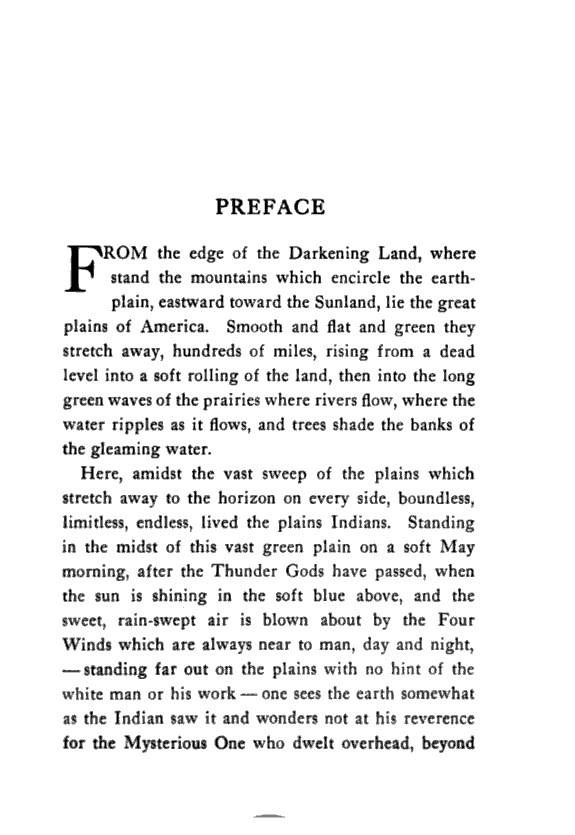 PREFACE
FROM the edge of the Darkening Land, where
stand the mountains which encircle the earth-
plain, eastward toward the Sunland, lie the great
plains of America. Smooth and flat and green they
stretch away, hundreds of miles, rising from a dead
level into a soft rolling of the land, then into the long
green waves of the prairies where rivers flow, where the
water ripples as it flows, and trees shade the banks of
the gleaming water.
Here, amidst the vast sweep of the plains which
stretch away to the horizon on every side, boundless,
limitless, endless, lived the plains Indians. Standing
in the midst of this vast green plain on a soft May
morning, after the Thunder Gods have passed, when
the sun is shining in the soft blue above, and the
sweet, rain-swept air is blown about by the Four
Winds which are always near to man, day and night,
—standing far out on the plains with no hint of the
white man or his work—one sees the earth somewhat
as the Indian saw it and wonders not at his reverence
for the Mysterious One who dwelt overhead, beyond